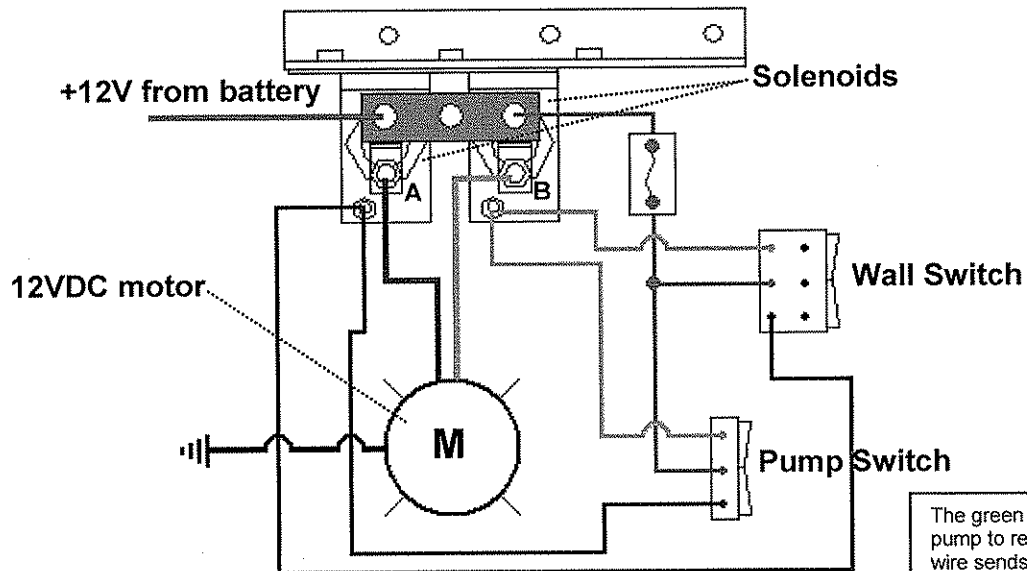 +12V from battery
Solenoids
A
B
Wall Switch
12VDC motor
M
Pump Switch
The green
pump to re
wire sends